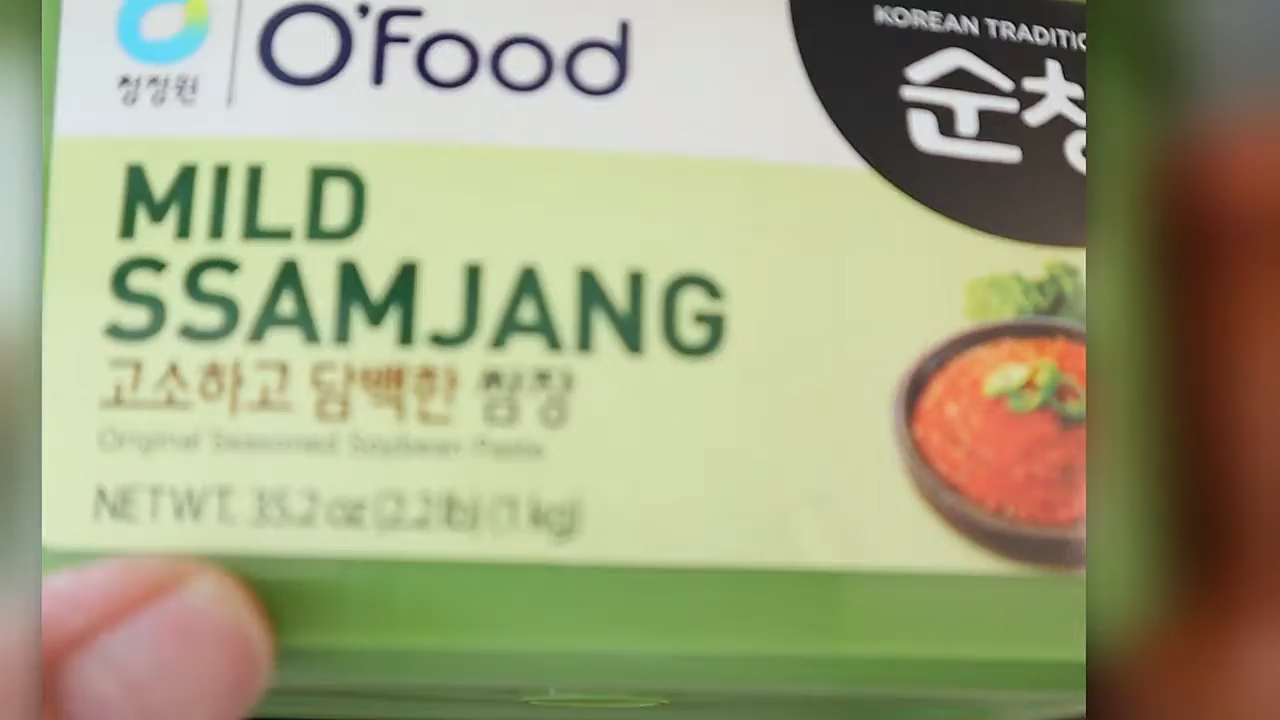 청정원
O'Food
KOREAN TRADITIO
순창
MILD
SSAMJANG
고소하고 담백한 쌈장
Original Seasoned Soybean Paste
NET WT. 35.2 oz (2.2 lb) (1 kg)